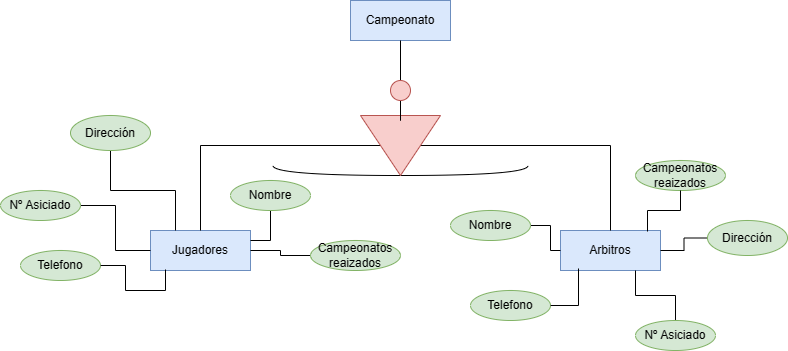 Campeonato
Dirección
Nº Asiciado
Telefono
Jugadores
Nombre
Campeonatos
reaizados
Nombre
Telefono
Arbitros
Campeonatos
reaizados
Dirección
Nº Asiciado